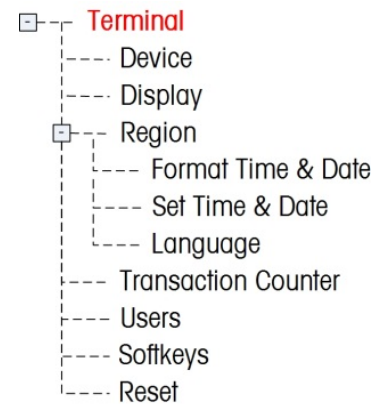 Terminal
Device
Display
Region
Format Time & Date
Set Time & Date
Language
Transaction Counter
Users
Softkeys
Reset